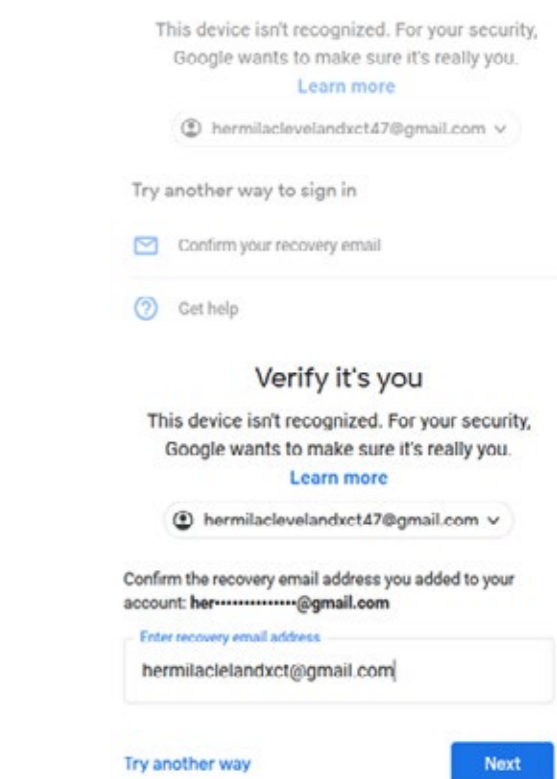 This device isn't recognized. For your security,
Google wants to make sure it's really you.
Learn more
hermilaclevelandxct47@gmail.com
Try another way to sign in
Confirm your recovery email
Get help
Verify it's you
This device isn't recognized. For your security,
Google wants to make sure it's really you.
Learn more
hermilaclevelandxct47@gmail.com
Confirm the recovery email address you added to your
account: her••••••••••••••@gmail.com
Enter recovery email address
hermilaclelandxct@gmail.com
Try another way
Next